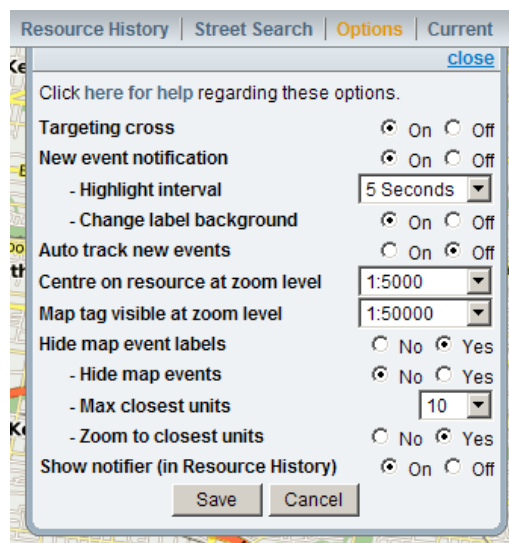 Resource History | Street Search | Options | Current
close
Click here for help regarding these options.
Targeting cross On Off
New event notification On Off
- Highlight interval 5 Seconds
- Change label background On Off
Auto track new events On Off
Centre on resource at zoom level 1:5000
Map tag visible at zoom level 1:50000
Hide map event labels No Yes
- Hide map events No Yes
- Max closest units 10
- Zoom to closest units No Yes
Show notifier (in Resource History) On Off
Save Cancel